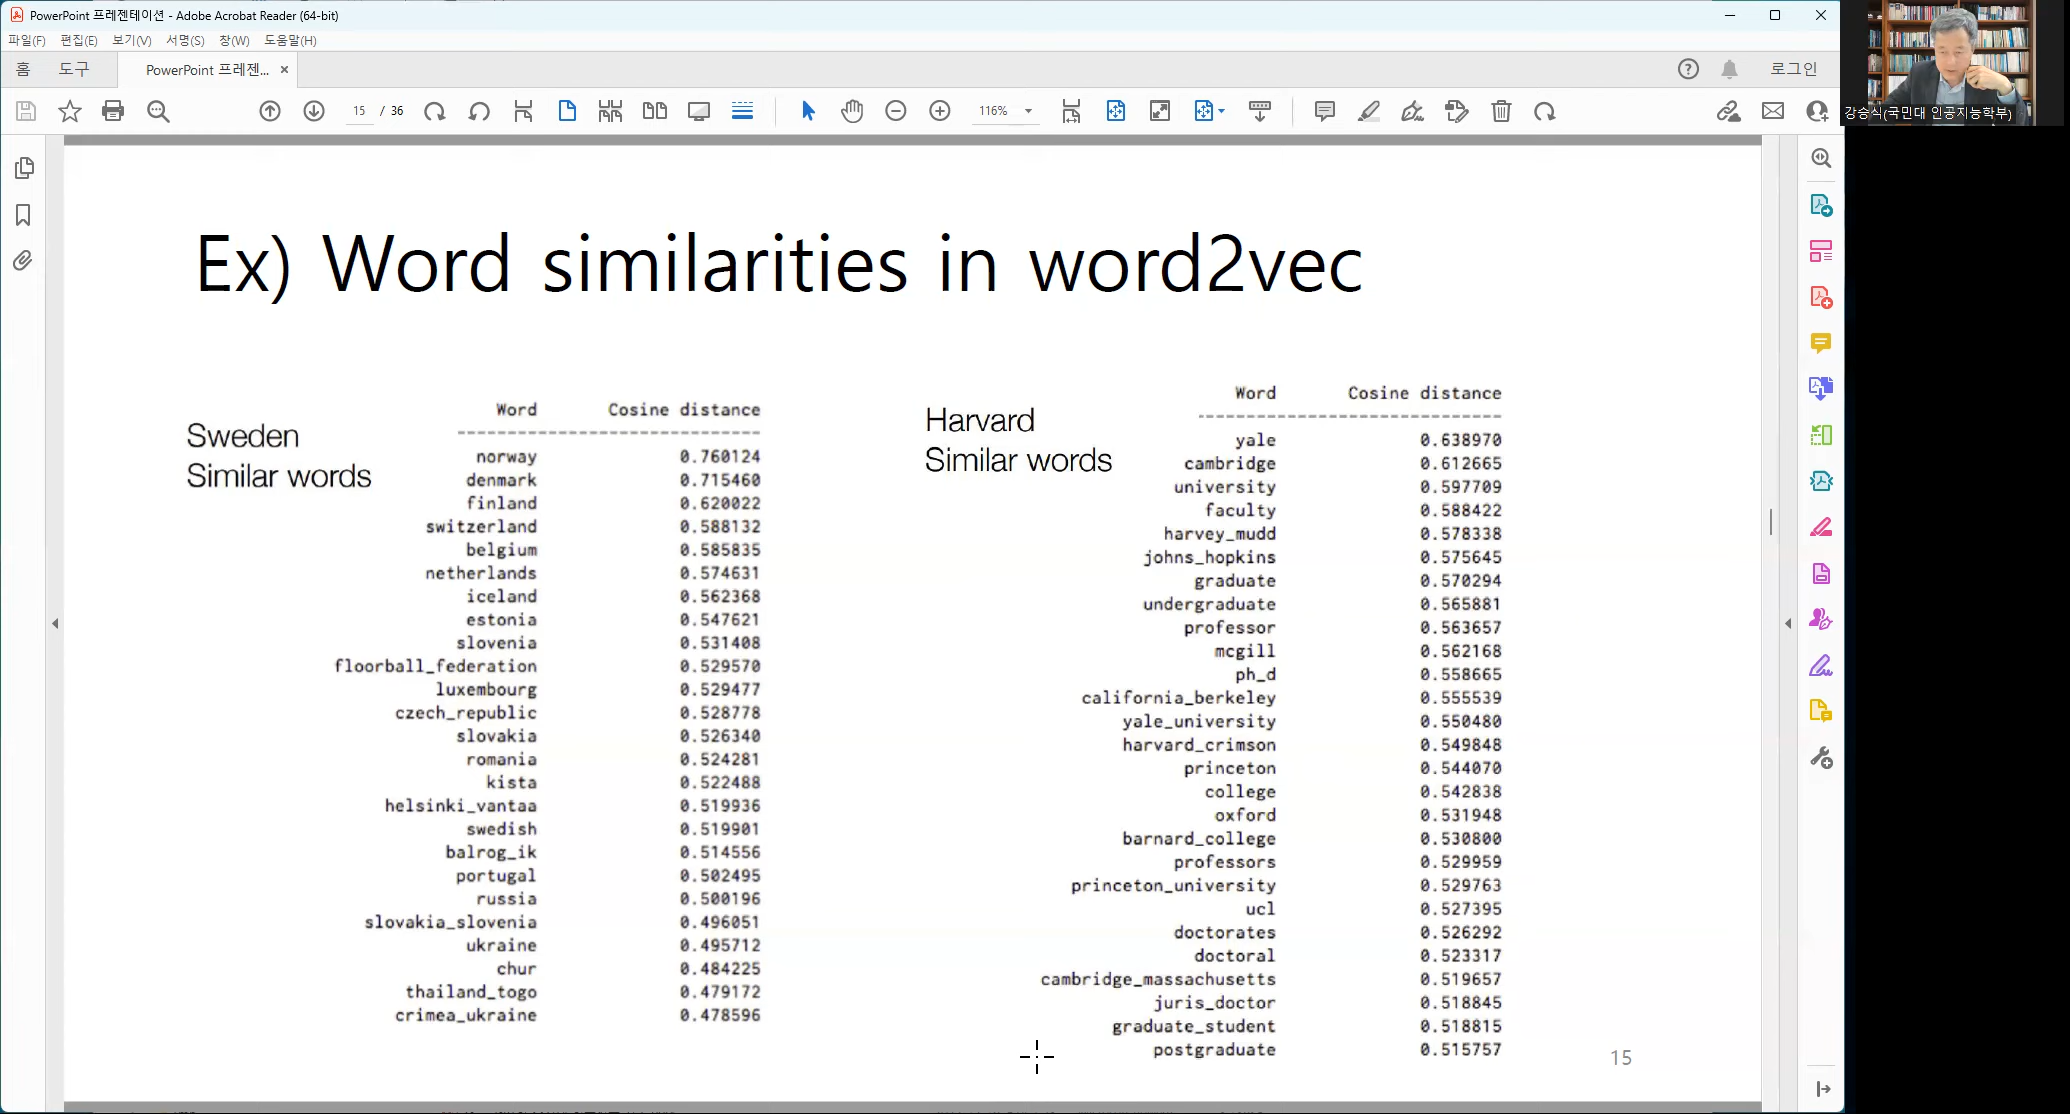 PowerPoint 프레젠테이션 - Adobe Acrobat Reader (64-bit)
파일(F) 편집(E) 보기(V) 서명(S) 창(W) 도움말(H)
홈 도구 PowerPoint 프레젠... × 로그인
15 / 36 116%
강승식(국민대 인공지능학부)
Ex) Word similarities in word2vec
Sweden
Similar words
Word Cosine distance
norway 0.760124
denmark 0.715460
finland 0.620022
switzerland 0.588132
belgium 0.585835
netherlands 0.574631
iceland 0.562368
estonia 0.547621
slovenia 0.531408
floorball_federation 0.529570
luxembourg 0.529477
czech_republic 0.528778
slovakia 0.526340
romania 0.524281
kista 0.522488
helsinki_vantaa 0.519936
swedish 0.519901
balrog_ik 0.514556
portugal 0.502495
russia 0.500196
slovakia_slovenia 0.496051
ukraine 0.495712
chur 0.484225
thailand_togo 0.479172
crimea_ukraine 0.478596
Harvard
Similar words
Word Cosine distance
yale 0.638970
cambridge 0.612665
university 0.597709
faculty 0.588422
harvey_mudd 0.578338
johns_hopkins 0.575645
graduate 0.570294
undergraduate 0.565881
professor 0.563657
mcgill 0.562168
ph_d 0.558665
california_berkeley 0.555539
yale_university 0.550480
harvard_crimson 0.549848
princeton 0.544070
college 0.542838
oxford 0.531948
barnard_college 0.530800
professors 0.529959
princeton_university 0.529763
ucl 0.527395
doctorates 0.526292
doctoral 0.523317
cambridge_massachusetts 0.519657
juris_doctor 0.518845
graduate_student 0.518815
postgraduate 0.515757
15